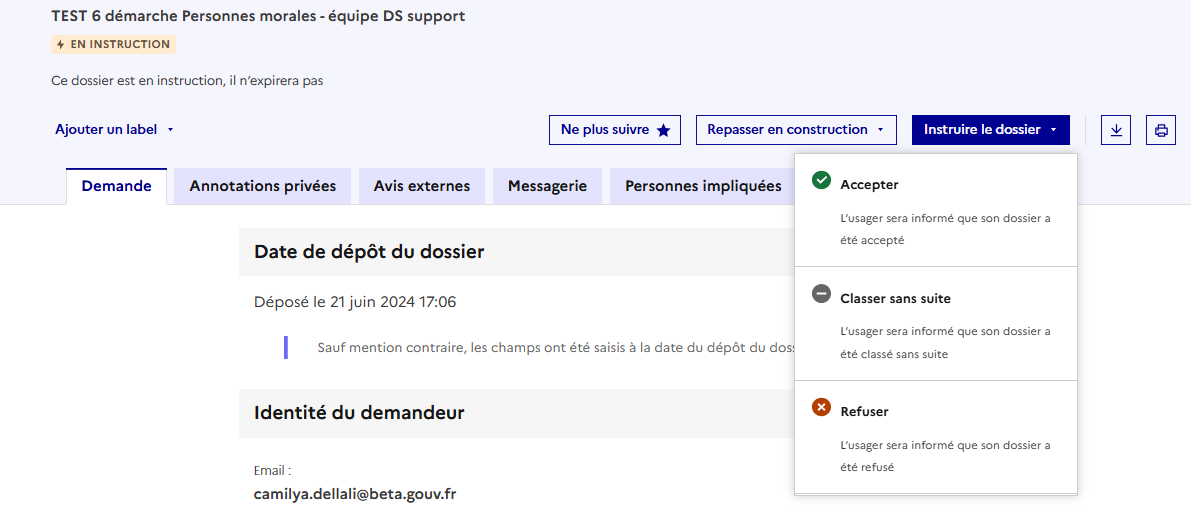 TEST 6 démarche Personnes morales - équipe DS support
EN INSTRUCTION
Ce dossier est en instruction, il n’expirera pas
Ajouter un label
Ne plus suivre
Repasser en construction
Instruire le dossier
Demande
Annotations privées
Avis externes
Messagerie
Personnes impliquées
Accepter
L’usager sera informé que son dossier a
été accepté
Classer sans suite
L’usager sera informé que son dossier a
été classé sans suite
Refuser
L’usager sera informé que son dossier a
été refusé
Date de dépôt du dossier
Déposé le 21 juin 2024 17:06
Sauf mention contraire, les champs ont été saisis à la date du dépôt du
Identité du demandeur
Email :
camilya.dellali@beta.gouv.fr